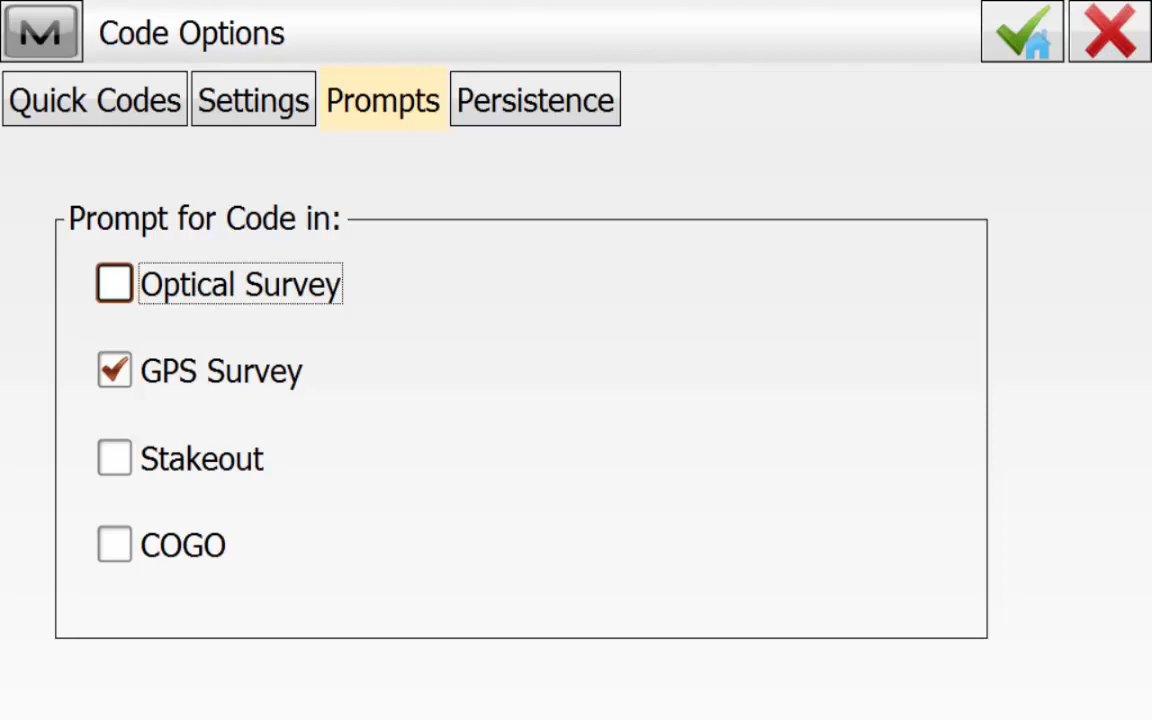 M Code Options
Quick Codes Settings Prompts Persistence
Prompt for Code in:
Optical Survey
GPS Survey
Stakeout
COGO